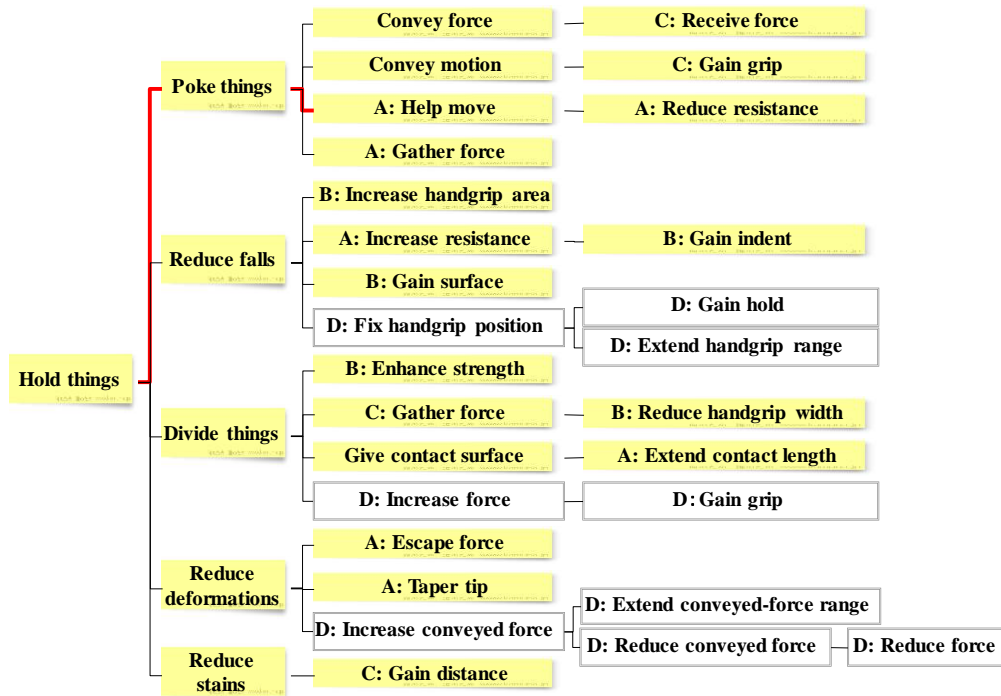 Convey force
C: Receive force
Convey motion
C: Gain grip
Poke things
A: Help move
A: Reduce resistance
A: Gather force
B: Increase handgrip area
A: Increase resistance
B: Gain indent
Reduce falls
B: Gain surface
D: Gain hold
D: Fix handgrip position
D: Extend handgrip range
Hold things
B: Enhance strength
C: Gather force
B: Reduce handgrip width
Divide things
Give contact surface
A: Extend contact length
D: Increase force
D: Gain grip
A: Escape force
Reduce
deformations
A: Taper tip
D: Extend conveyed-force range
D: Increase conveyed force
D: Reduce conveyed force
D: Reduce force
Reduce
stains
C: Gain distance